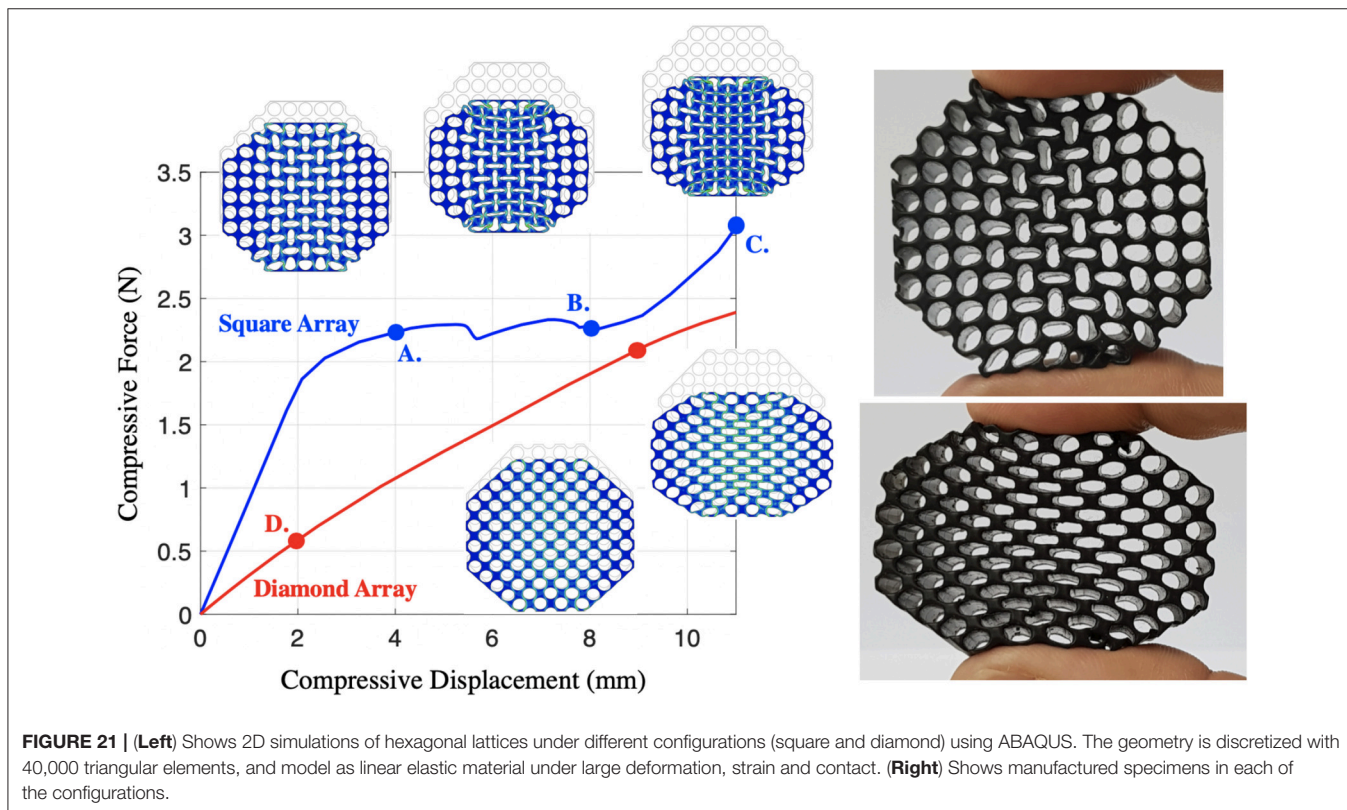 3.5
3
2.5
2
1.5
1
0.5
0
0
2
4
6
8
10
Compressive Force (N)
Compressive Displacement (mm)
Square Array
A.
B.
C.
D.
Diamond Array
FIGURE 21 | (Left) Shows 2D simulations of hexagonal lattices under different configurations (square and diamond) using ABAQUS. The geometry is discretized with
40,000 triangular elements, and model as linear elastic material under large deformation, strain and contact. (Right) Shows manufactured specimens in each of
the configurations.